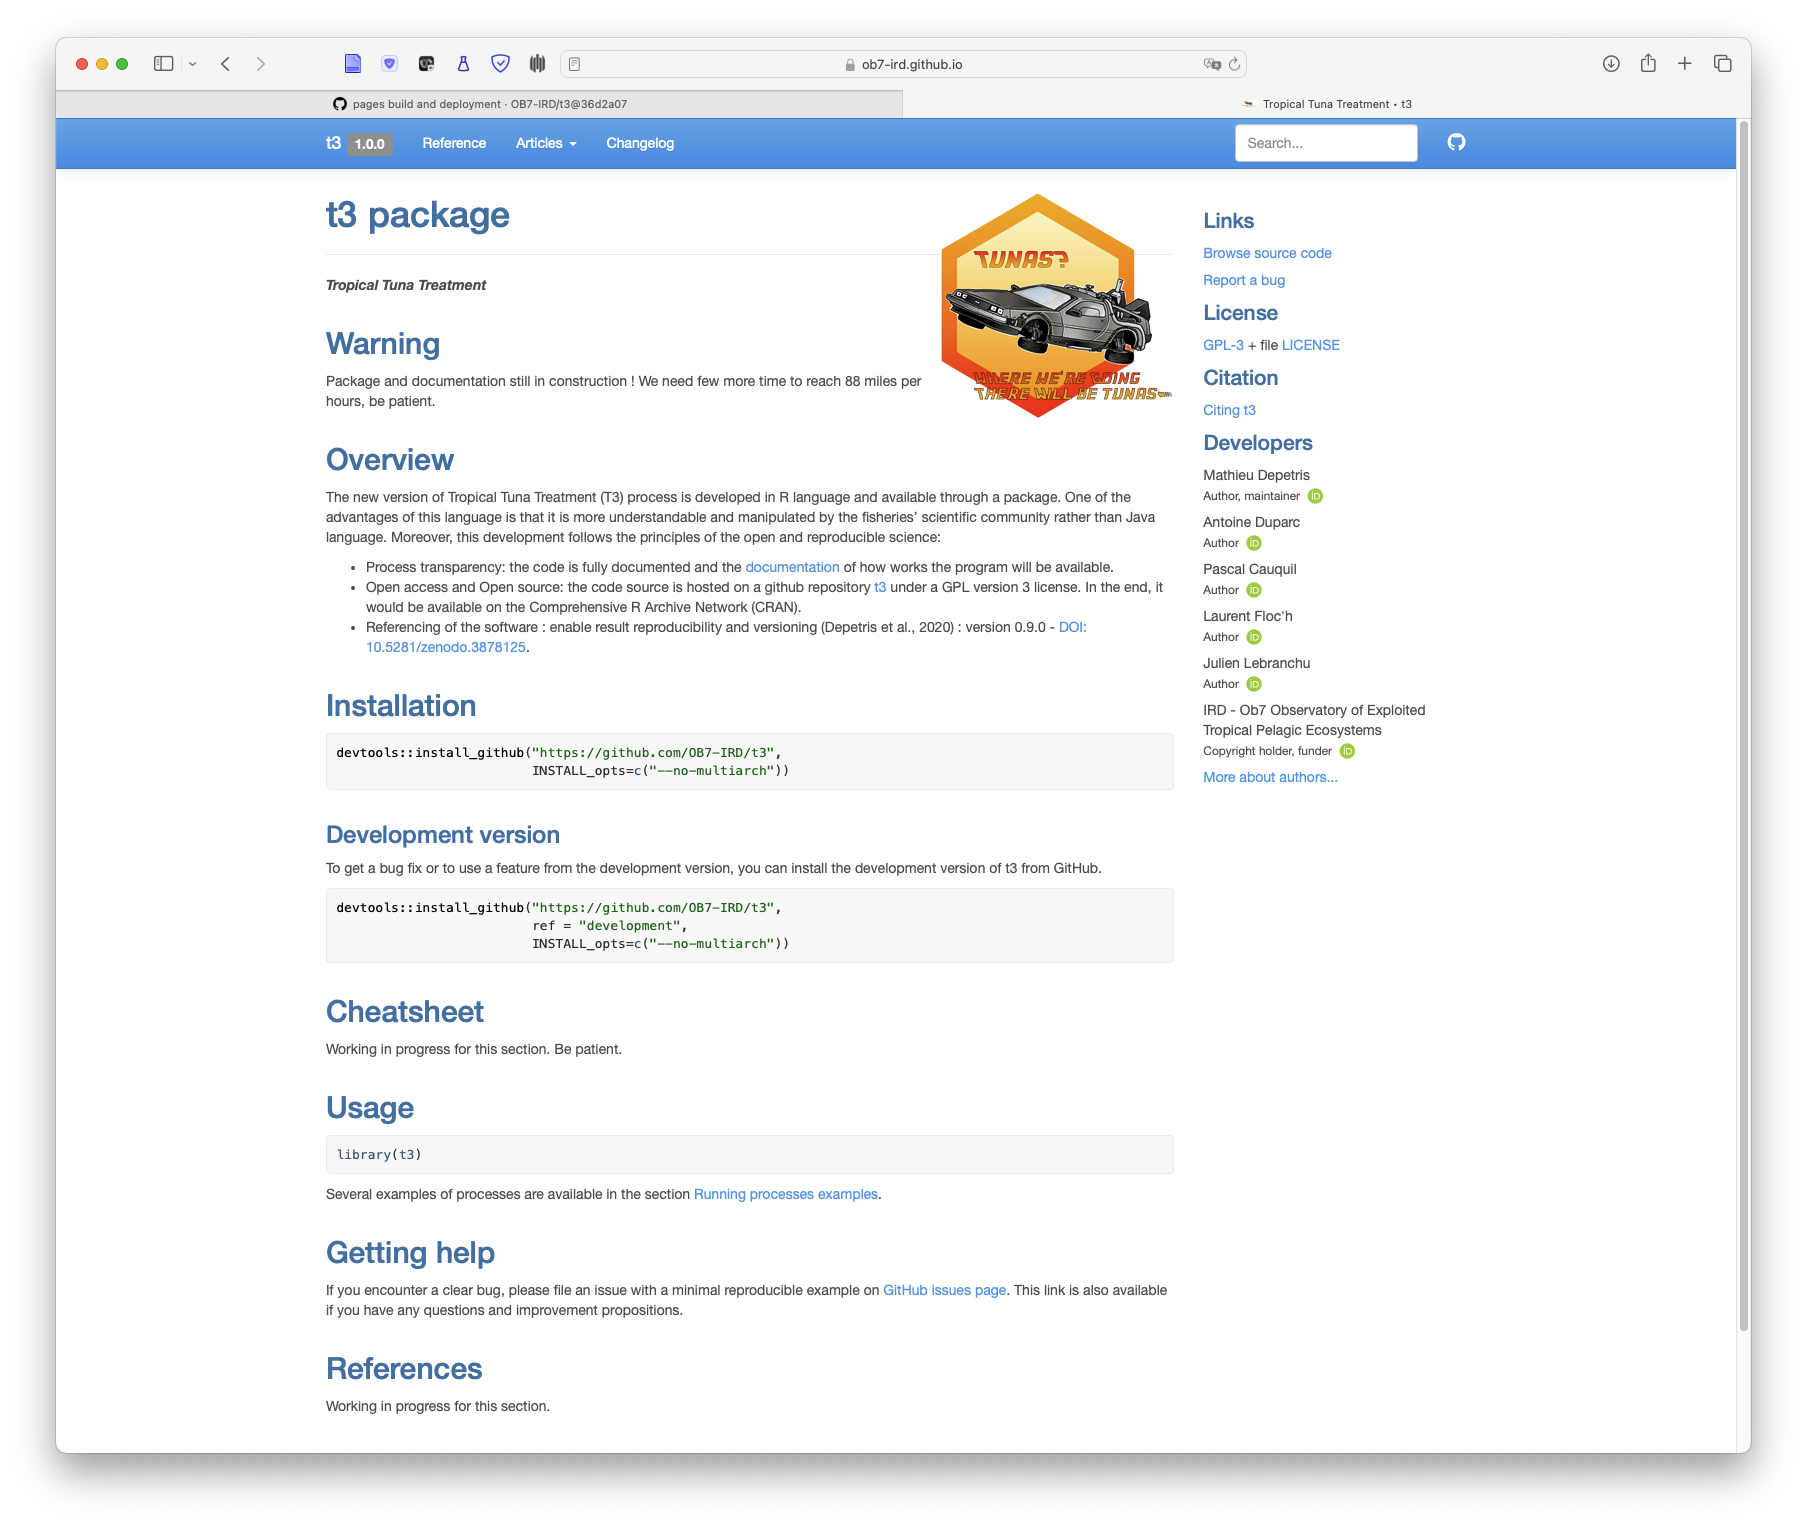 ob7-ird.github.io
pages build and deployment · OB7-IRD/t3@36d2a07
Tropical Tuna Treatment • t3
t3 1.0.0 Reference Articles Changelog Search...
t3 package
TUNAS?
WHERE WE'RE GOING
THERE WILL BE TUNAS
Tropical Tuna Treatment
Warning
Package and documentation still in construction ! We need few more time to reach 88 miles per
hours, be patient.
Overview
The new version of Tropical Tuna Treatment (T3) process is developed in R language and available through a package. One of the
advantages of this language is that it is more understandable and manipulated by the fisheries’ scientific community rather than Java
language. Moreover, this development follows the principles of the open and reproducible science:
• Process transparency: the code is fully documented and the documentation of how works the program will be available.
• Open access and Open source: the code source is hosted on a github repository t3 under a GPL version 3 license. In the end, it
would be available on the Comprehensive R Archive Network (CRAN).
• Referencing of the software : enable result reproducibility and versioning (Depetris et al., 2020) : version 0.9.0 - DOI:
10.5281/zenodo.3878125.
Installation
devtools::install_github("https://github.com/OB7-IRD/t3",
INSTALL_opts=c("--no-multiarch"))
Development version
To get a bug fix or to use a feature from the development version, you can install the development version of t3 from GitHub.
devtools::install_github("https://github.com/OB7-IRD/t3",
ref = "development",
INSTALL_opts=c("--no-multiarch"))
Cheatsheet
Working in progress for this section. Be patient.
Usage
library(t3)
Several examples of processes are available in the section Running processes examples.
Getting help
If you encounter a clear bug, please file an issue with a minimal reproducible example on GitHub issues page. This link is also available
if you have any questions and improvement propositions.
References
Working in progress for this section.
Links
Browse source code
Report a bug
License
GPL-3 + file LICENSE
Citation
Citing t3
Developers
Mathieu Depetris
Author, maintainer iD
Antoine Duparc
Author iD
Pascal Cauquil
Author iD
Laurent Floc'h
Author iD
Julien Lebranchu
Author iD
IRD - Ob7 Observatory of Exploited
Tropical Pelagic Ecosystems
Copyright holder, funder iD
More about authors...